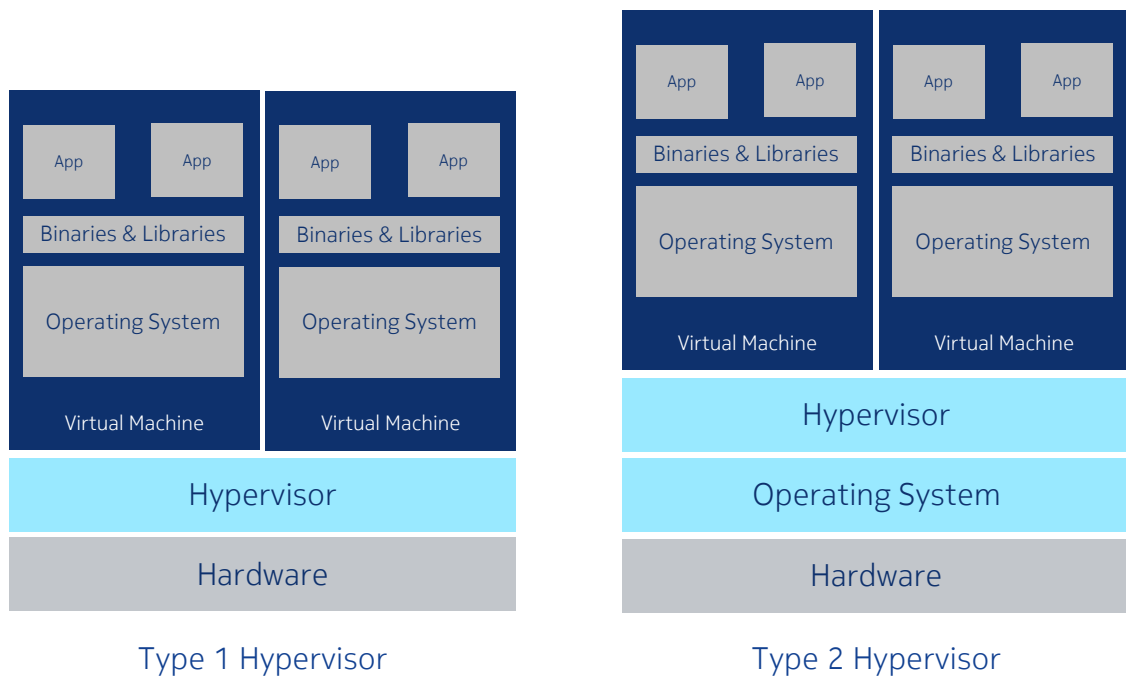 App
App
App
App
Binaries & Libraries
Binaries & Libraries
Operating System
Operating System
Virtual Machine
Virtual Machine
Hypervisor
Hardware
Type 1 Hypervisor
App
App
App
App
Binaries & Libraries
Binaries & Libraries
Operating System
Operating System
Virtual Machine
Virtual Machine
Hypervisor
Operating System
Hardware
Type 2 Hypervisor